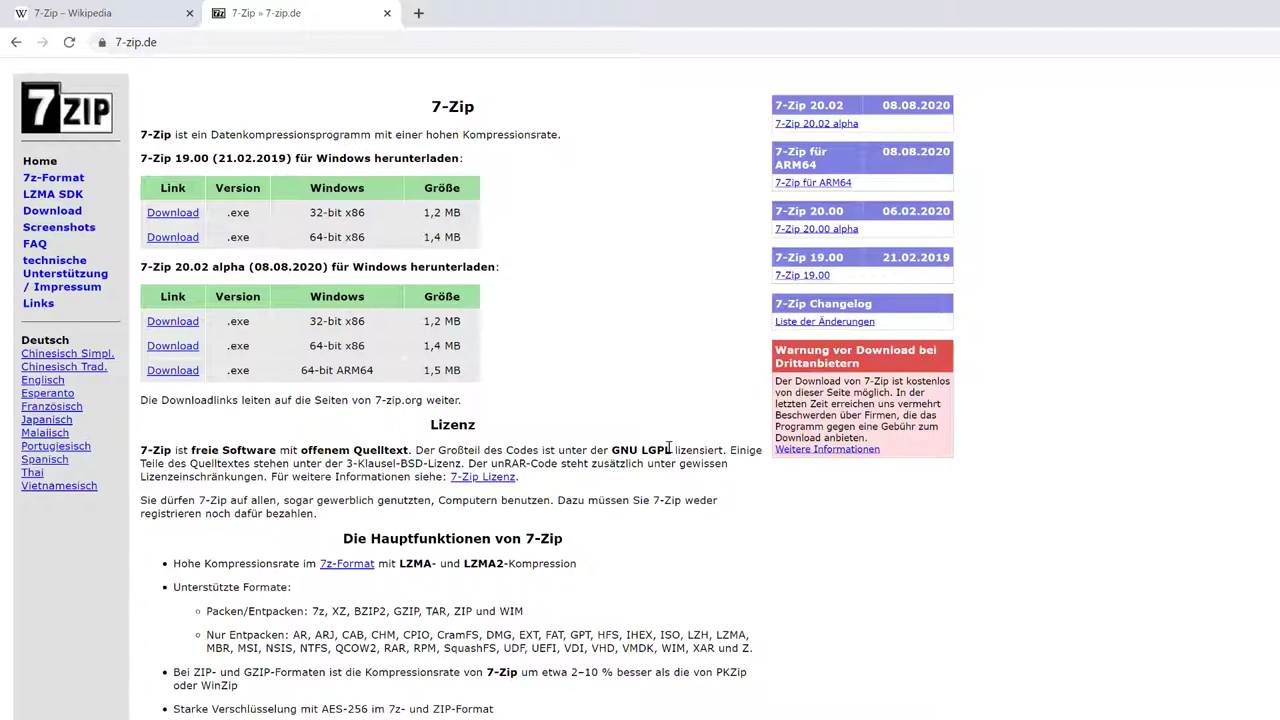 7-Zip – Wikipedia
7-Zip » 7-zip.de
7-zip.de
7 ZIP
Home
7z-Format
LZMA SDK
Download
Screenshots
FAQ
technische
Unterstützung
/ Impressum
Links
Deutsch
Chinesisch Simpl.
Chinesisch Trad.
Englisch
Esperanto
Französisch
Japanisch
Malaiisch
Portugiesisch
Spanisch
Thai
Vietnamesisch
7-Zip
7-Zip ist ein Datenkompressionsprogramm mit einer hohen Kompressionsrate.
7-Zip 19.00 (21.02.2019) für Windows herunterladen:
Link Version Windows Größe
Download .exe 32-bit x86 1,2 MB
Download .exe 64-bit x86 1,4 MB
7-Zip 20.02 alpha (08.08.2020) für Windows herunterladen:
Link Version Windows Größe
Download .exe 32-bit x86 1,2 MB
Download .exe 64-bit x86 1,4 MB
Download .exe 64-bit ARM64 1,5 MB
Die Downloadlinks leiten auf die Seiten von 7-zip.org weiter.
Lizenz
7-Zip ist freie Software mit offenem Quelltext. Der Großteil des Codes ist unter der GNU LGPL lizensiert. Einige
Teile des Quelltextes stehen unter der 3-Klausel-BSD-Lizenz. Der unRAR-Code steht zusätzlich unter gewissen
Lizenzeinschränkungen. Für weitere Informationen siehe: 7-Zip Lizenz.
Sie dürfen 7-Zip auf allen, sogar gewerblich genutzten, Computern benutzen. Dazu müssen Sie 7-Zip weder
registrieren noch dafür bezahlen.
Die Hauptfunktionen von 7-Zip
• Hohe Kompressionsrate im 7z-Format mit LZMA- und LZMA2-Kompression
• Unterstützte Formate:
◦ Packen/Entpacken: 7z, XZ, BZIP2, GZIP, TAR, ZIP und WIM
◦ Nur Entpacken: AR, ARJ, CAB, CHM, CPIO, CramFS, DMG, EXT, FAT, GPT, HFS, IHEX, ISO, LZH, LZMA,
MBR, MSI, NSIS, NTFS, QCOW2, RAR, RPM, SquashFS, UDF, UEFI, VDI, VHD, VMDK, WIM, XAR und Z.
• Bei ZIP- und GZIP-Formaten ist die Kompressionsrate von 7-Zip um etwa 2–10 % besser als die von PKZip
oder WinZip
• Starke Verschlüsselung mit AES-256 im 7z- und ZIP-Format
7-Zip 20.02 08.08.2020
7-Zip 20.02 alpha
7-Zip für 08.08.2020
ARM64
7-Zip für ARM64
7-Zip 20.00 06.02.2020
7-Zip 20.00 alpha
7-Zip 19.00 21.02.2019
7-Zip 19.00
7-Zip Changelog
Liste der Änderungen
Warnung vor Download bei
Drittanbietern
Der Download von 7-Zip ist kostenlos
von dieser Seite möglich. In der
letzten Zeit erreichen uns vermehrt
Beschwerden über Firmen, die das
Programm gegen eine Gebühr zum
Download anbieten.
Weitere Informationen